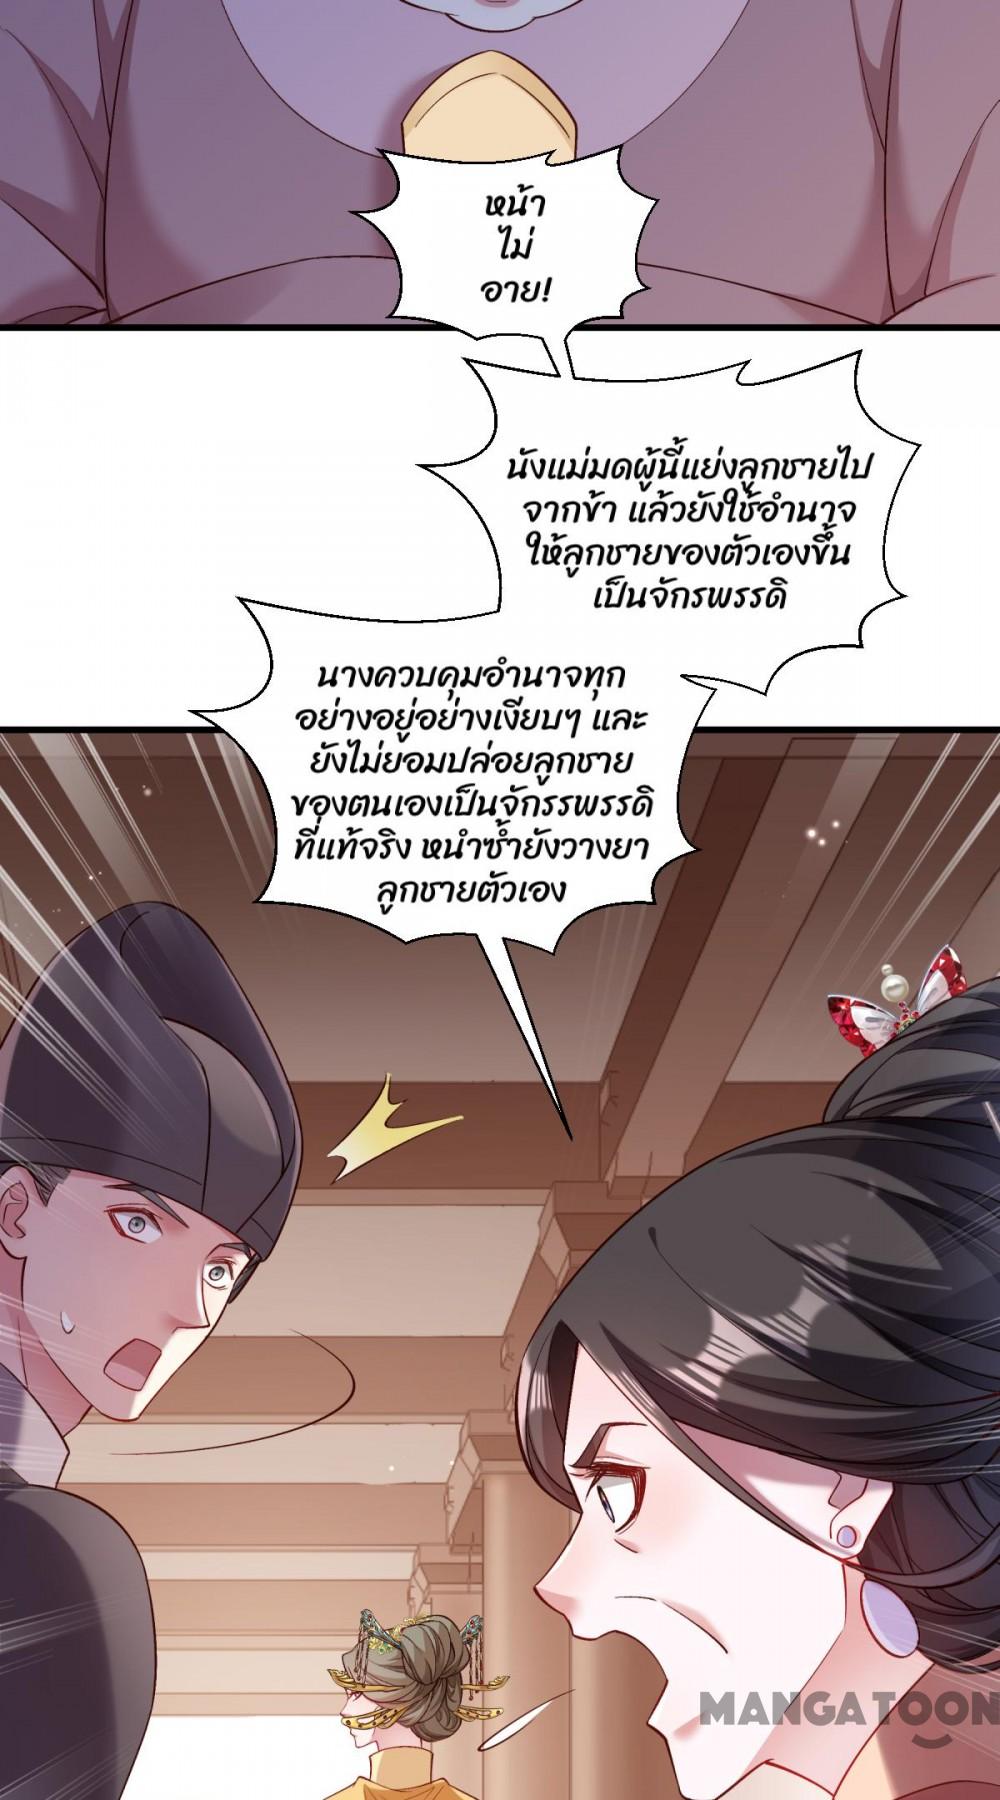 หน้า
ไม่
อาย!
นังแม่มดผู้นี้แย่งลูกชายไป
จากข้า แล้วยังใช้อำนาจ
ให้ลูกชายของตัวเองขึ้น
เป็นจักรพรรดิ
นางควบคุมอำนาจทุก
อย่างอยู่อย่างเงียบๆ และ
ยังไม่ยอมปล่อยลูกชาย
ของตนเองเป็นจักรรพรรดิ
ที่แท้จริง หนำซ้ำยังวางยา
ลูกชายตัวเอง
MANGATOON